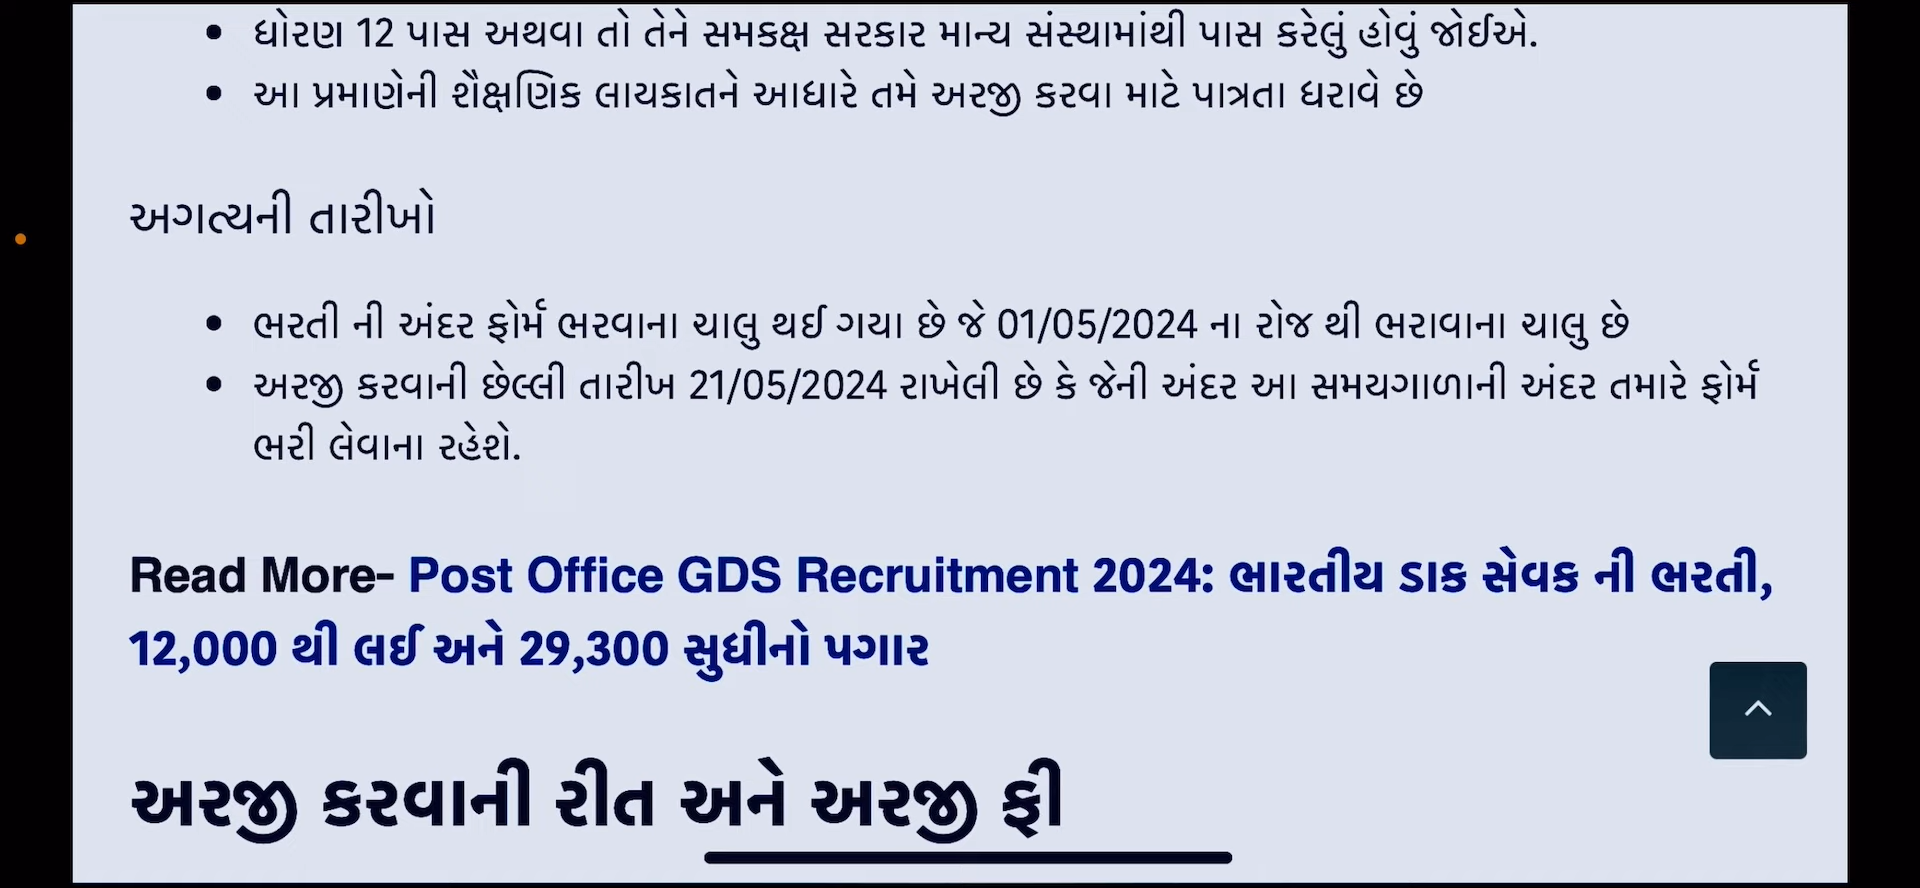 ધોરણ 12 પાસ અથવા તો તેને સમકક્ષ સરકાર માન્ય સંસ્થામાંથી પાસ કરેલું હોવું જોઈએ.
આ પ્રમાણેની શૈક્ષણિક લાયકાતને આધારે તમે અરજી કરવા માટે પાત્રતા ધરાવે છે
અગત્યની તારીખો
ભરતી ની અંદર ફોર્મ ભરવાના ચાલુ થઈ ગયા છે જે 01/05/2024 ના રોજ થી ભરાવાના ચાલુ છે
અરજી કરવાની છેલ્લી તારીખ 21/05/2024 રાખેલી છે કે જેની અંદર આ સમયગાળાની અંદર તમારે ફોર્મ
ભરી લેવાના રહેશે.
Read More- Post Office GDS Recruitment 2024: ભારતીય ડાક સેવક ની ભરતી,
12,000 થી લઈ અને 29,300 સુધીનો પગાર
અરજી કરવાની રીત અને અરજી ફી